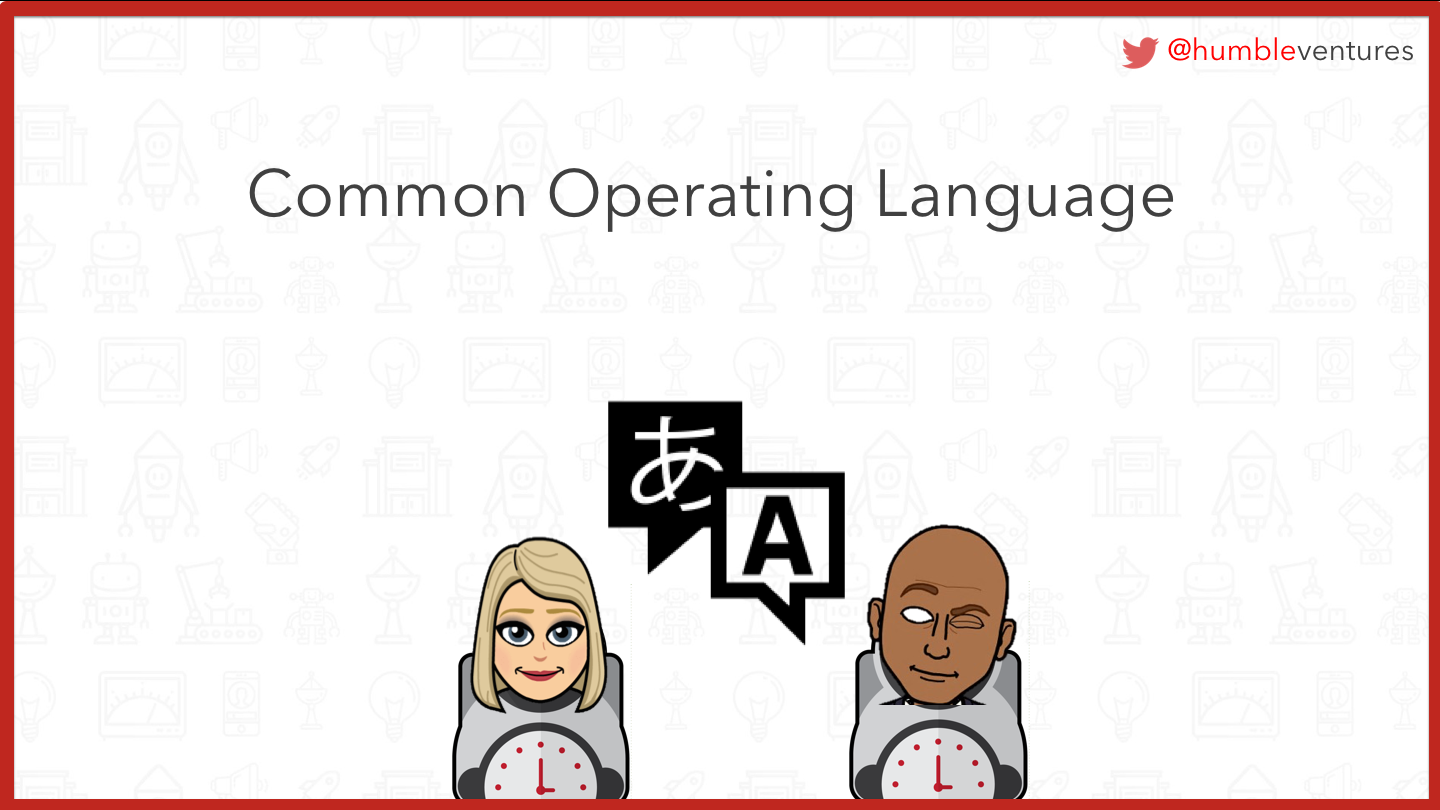 @humbleventures
Common Operating Language
あ
A